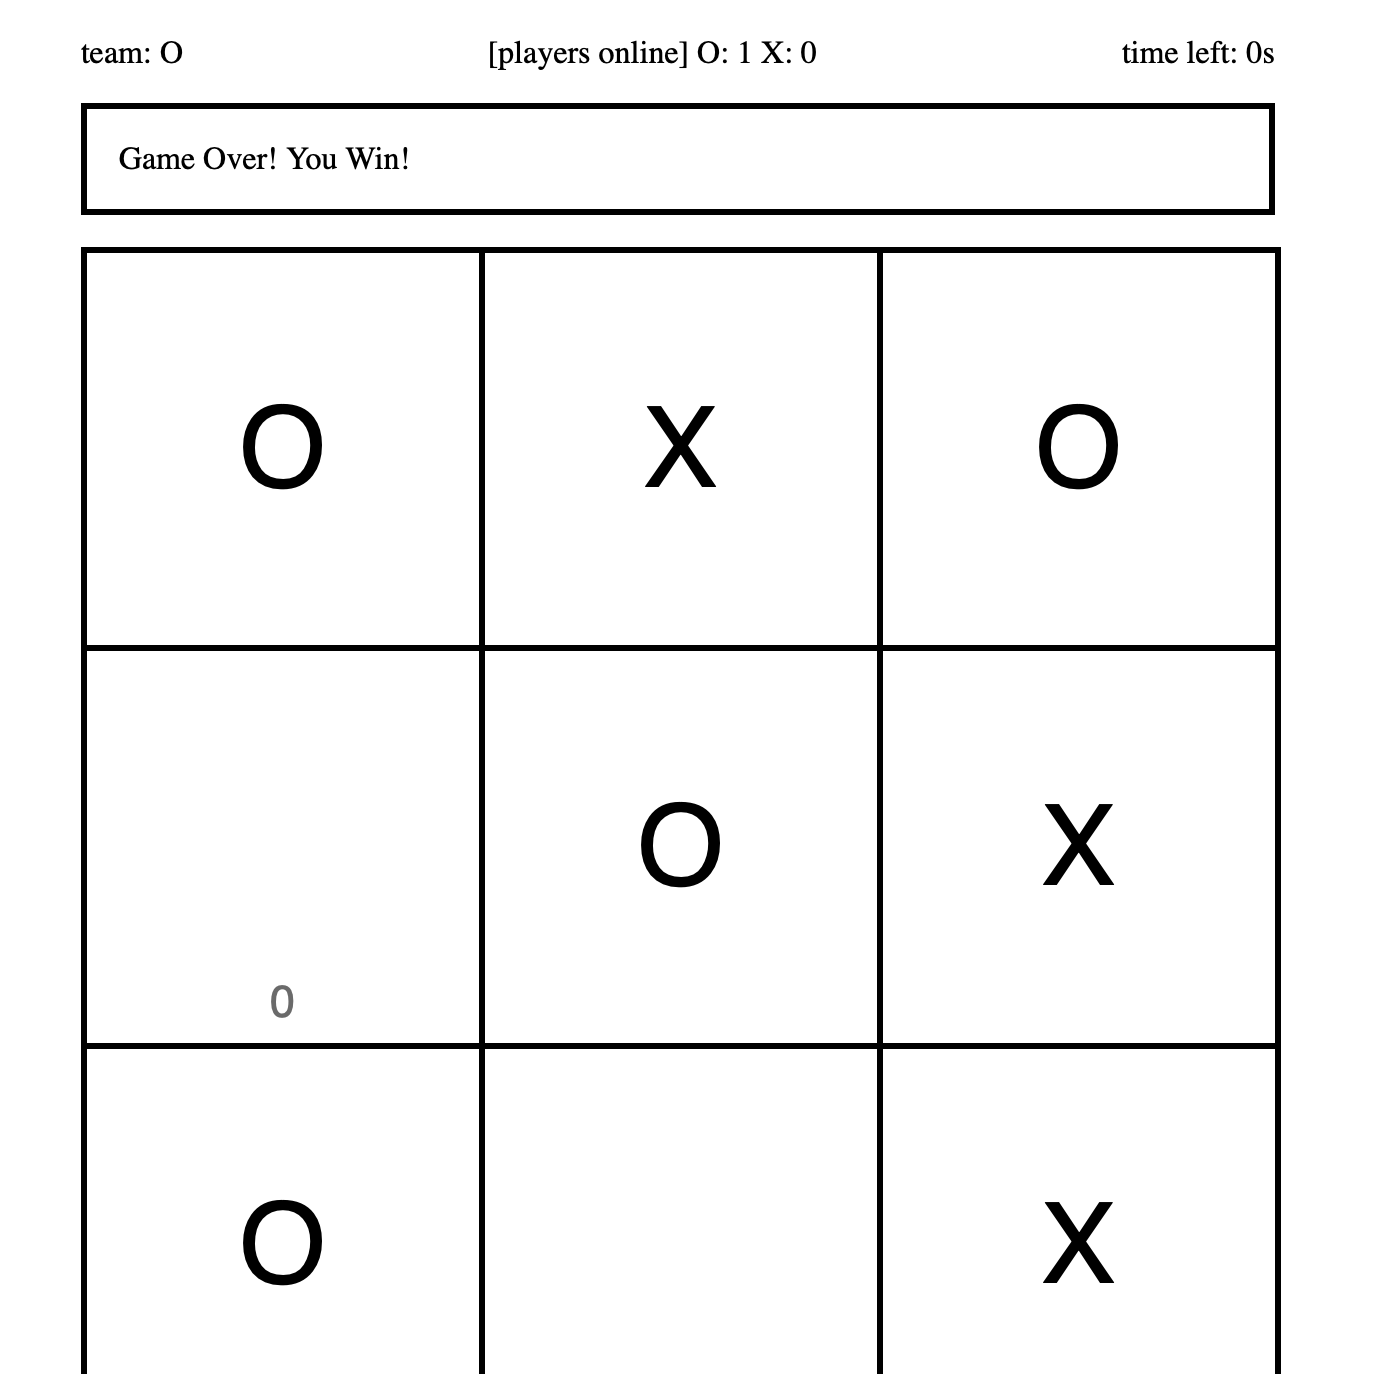 team: O [players online] O: 1 X: 0 time left: 0s
Game Over! You Win!
O X O
O X
0
O X